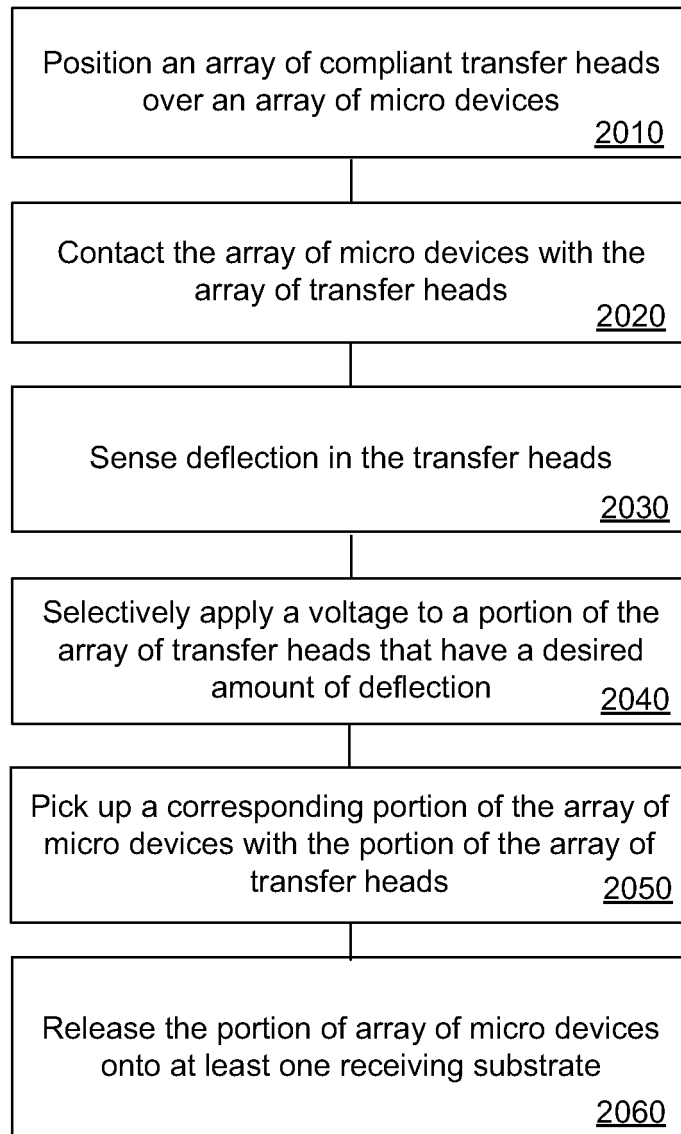 Position an array of compliant transfer heads
over an array of micro devices
2010
Contact the array of micro devices with the
array of transfer heads
2020
Sense deflection in the transfer heads
2030
Selectively apply a voltage to a portion of the
array of transfer heads that have a desired
amount of deflection
2040
Pick up a corresponding portion of the array of
micro devices with the portion of the array of
transfer heads
2050
Release the portion of array of micro devices
onto at least one receiving substrate
2060